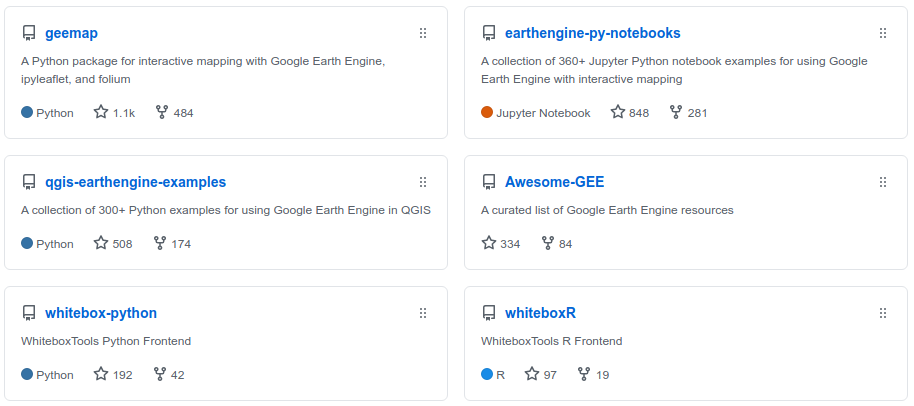 geemap
A Python package for interactive mapping with Google Earth Engine,
ipyleaflet, and folium
Python 1.1k 484
earthengine-py-notebooks
A collection of 360+ Jupyter Python notebook examples for using Google
Earth Engine with interactive mapping
Jupyter Notebook 848 281
qgis-earthengine-examples
A collection of 300+ Python examples for using Google Earth Engine in QGIS
Python 508 174
Awesome-GEE
A curated list of Google Earth Engine resources
334 84
whitebox-python
WhiteboxTools Python Frontend
Python 192 42
whiteboxR
WhiteboxTools R Frontend
R 97 19